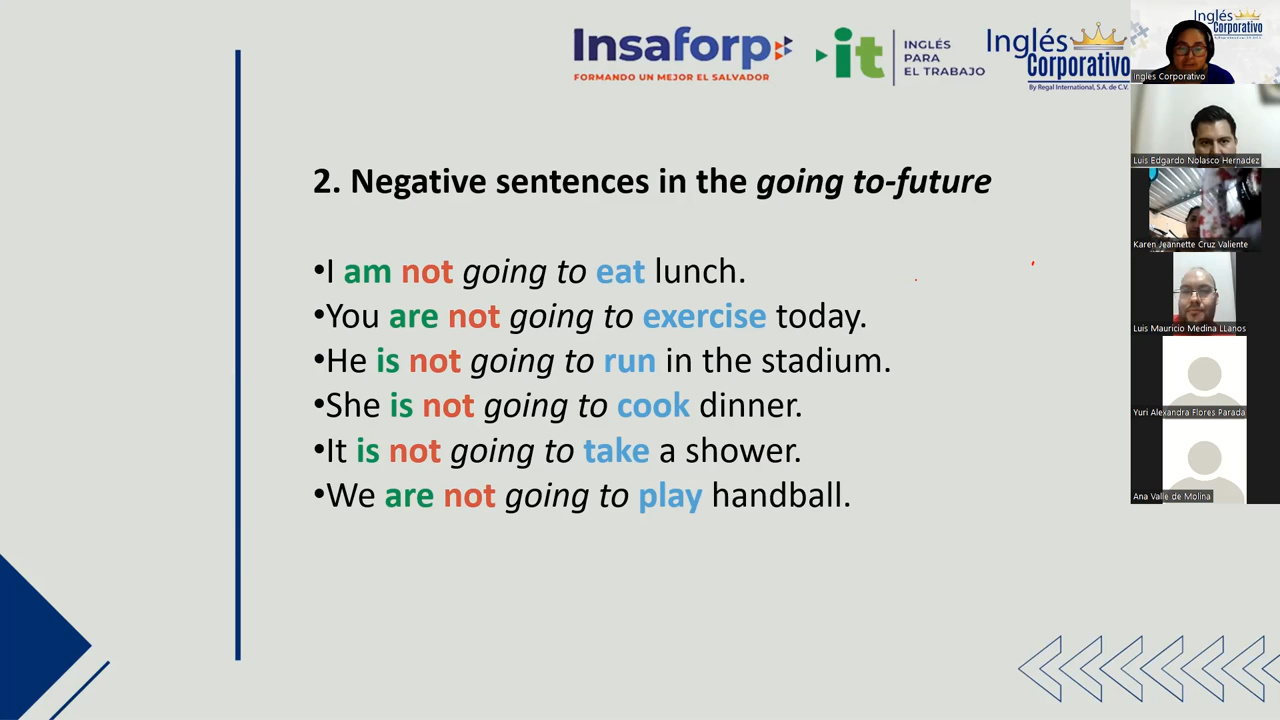 Insaforp
FORMANDO UN MEJOR EL SALVADOR
it
INGLÉS
PARA
EL TRABAJO
Inglés
Corporativo
By Regal International, S.A. de C.V.
2. Negative sentences in the going to-future
•I am not going to eat lunch.
•You are not going to exercise today.
•He is not going to run in the stadium.
•She is not going to cook dinner.
•It is not going to take a shower.
•We are not going to play handball.
Inglés
Corporativo
Inglés Corporativo
Luis Edgardo Nolasco Hernadez
Karen Jeannette Cruz Valiente
Luis Mauricio Medina LLanos
Yuri Alexandra Flores Parada
Ana Valle de Molina